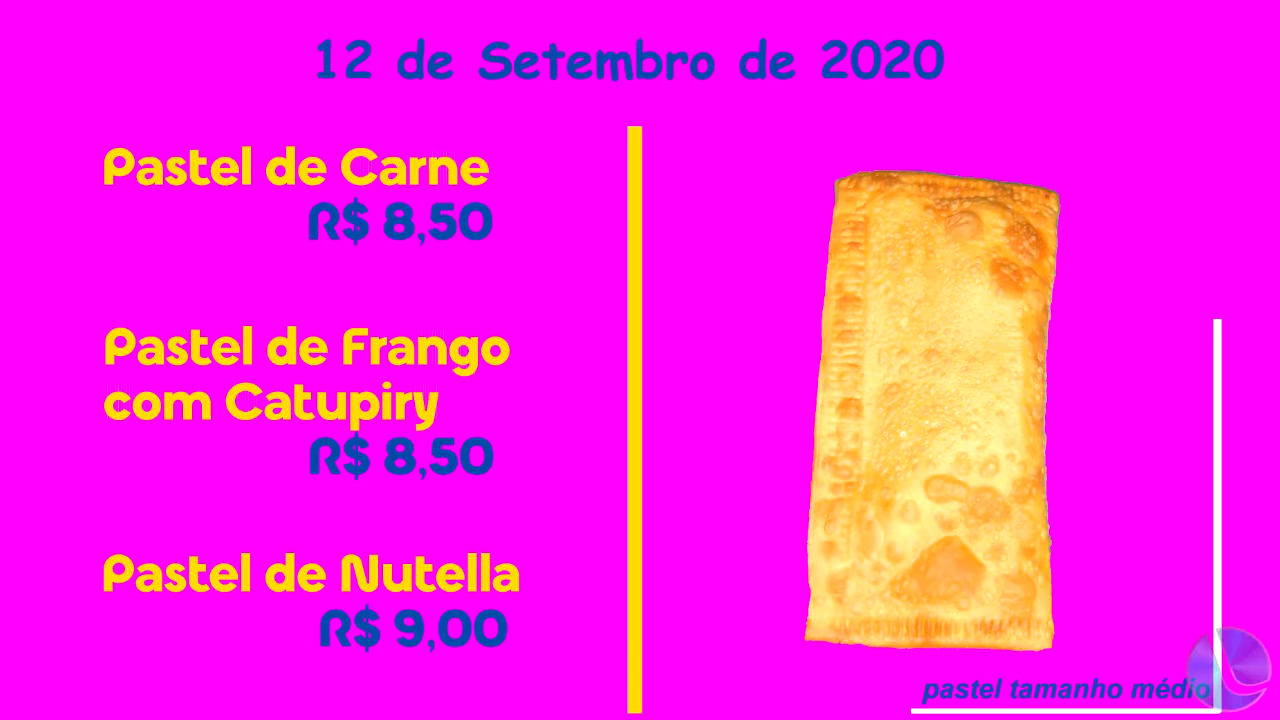 12 de Setembro de 2020
Pastel de Carne
R$ 8,50
Pastel de Frango
com Catupiry
R$ 8,50
Pastel de Nutella
R$ 9,00
pastel tamanho médio